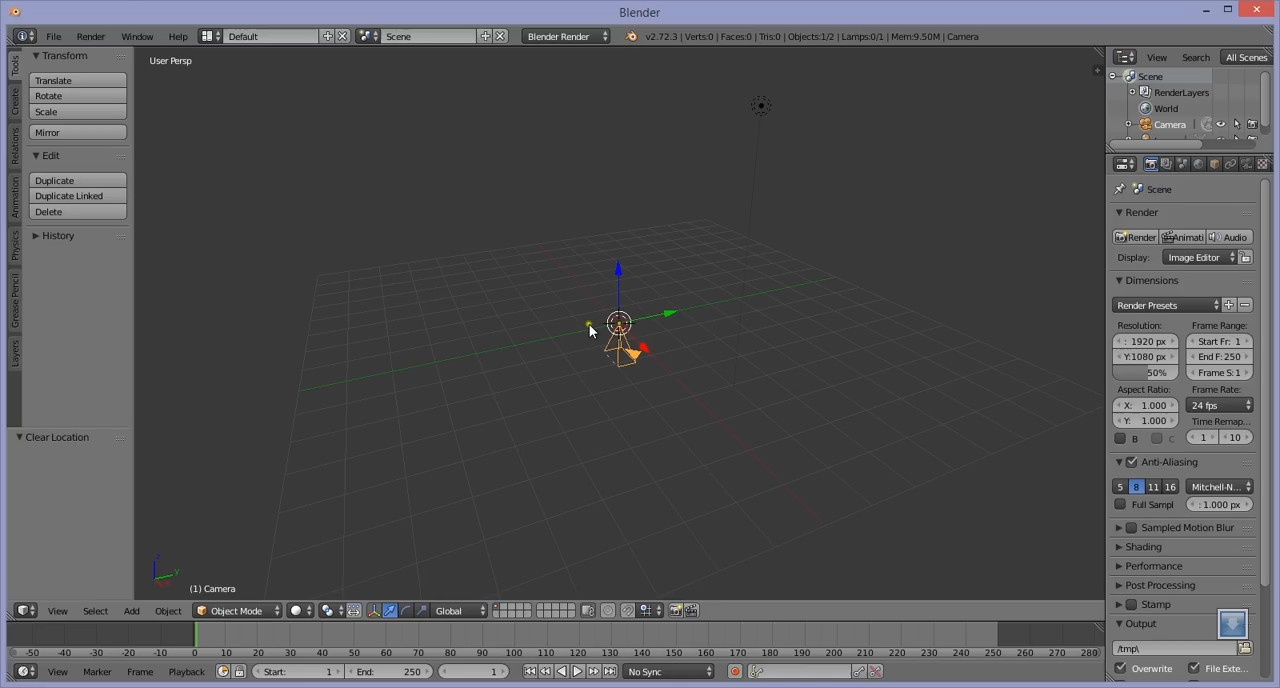 Blender
File Render Window Help Default Scene Blender Render v2.72.3 | Verts:0 | Faces:0 | Tris:0 | Objects:1/2 | Lamps:0/1 | Mem:9.50M | Camera
Tools
Create
Relations
Animation
Physics
Grease Pencil
Layers
Transform
Translate
Rotate
Scale
Mirror
Edit
Duplicate
Duplicate Linked
Delete
History
Clear Location
User Persp
(1) Camera
View Select Add Object Object Mode Global
View Search All Scenes
Scene
RenderLayers
World
Camera
Scene
Render
Render Animati Audio
Display: Image Editor
Dimensions
Render Presets
Resolution: Frame Range:
: 1920 px Start Fr: 1
Y:1080 px End F:250
50% Frame S:1
Aspect Ratio: Frame Rate:
X: 1.000 24 fps
Y: 1.000 Time Remap...
B C 1 10
Anti-Aliasing
5 8 11 16 Mitchell-N...
Full Sampl : 1.000 px
Sampled Motion Blur
Shading
Performance
Post Processing
Stamp
Output
/tmp\
Overwrite File Exte...
-50 -40 -30 -20 -10 0 10 20 30 40 50 60 70 80 90 100 110 120 130 140 150 160 170 180 190 200 210 220 230 240 250 260 270 280
View Marker Frame Playback Start: 1 End: 250 1 No Sync